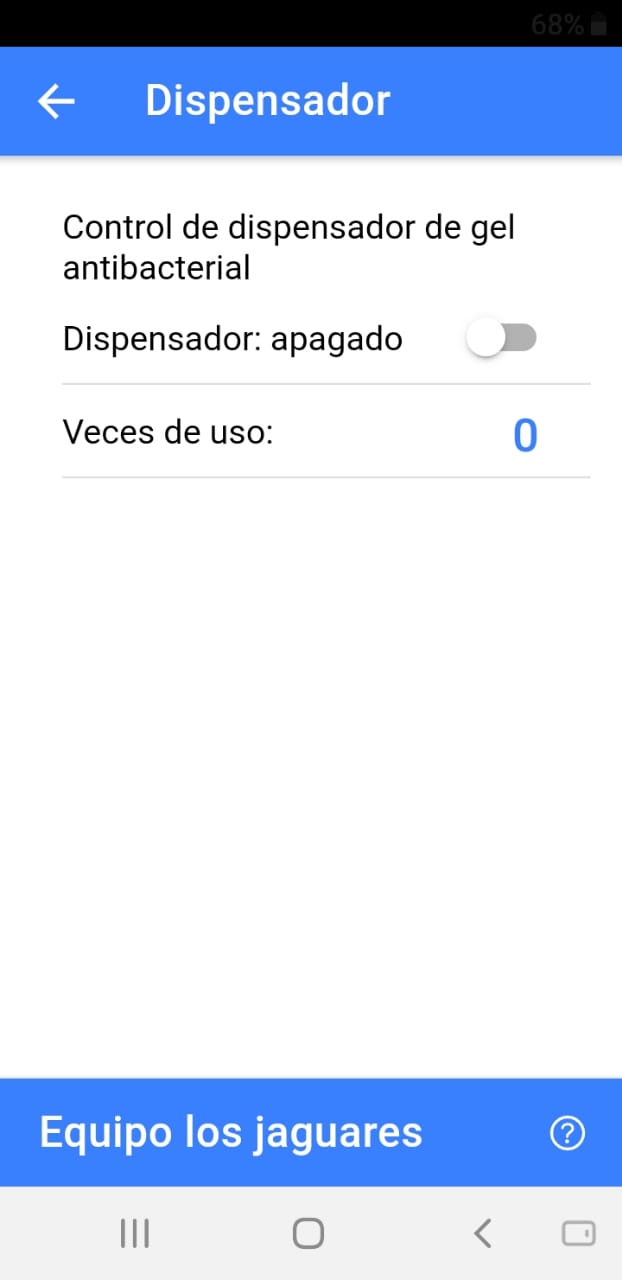 68%
Dispensador
Control de dispensador de gel
antibacterial
Dispensador: apagado
Veces de uso:
0
Equipo los jaguares
?